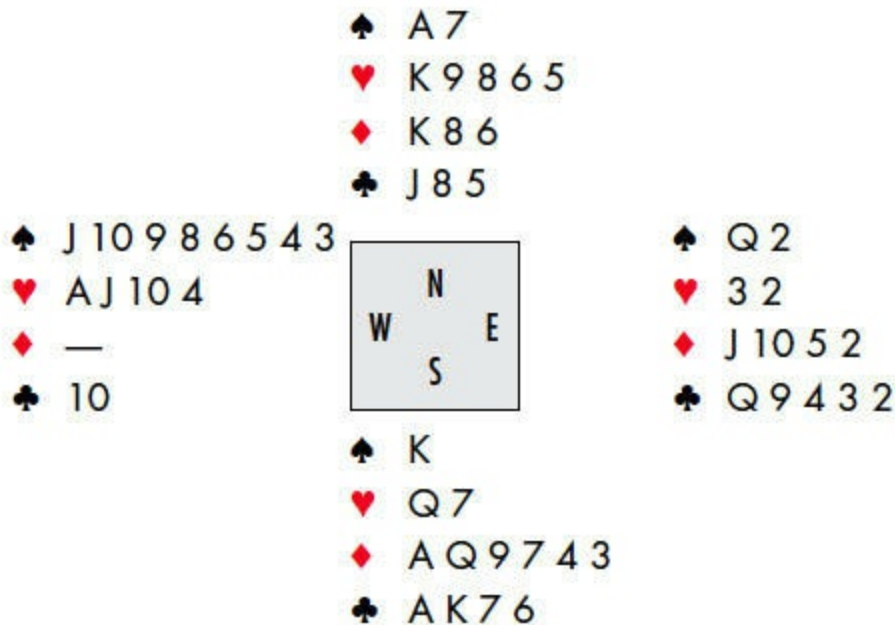 ♠ A 7
♥ K 9 8 6 5
♦ K 8 6
♣ J 8 5
♠ J 10 9 8 6 5 4 3
♥ A J 10 4
♦ —
♣ 10
N
W E
S
♠ Q 2
♥ 3 2
♦ J 10 5 2
♣ Q 9 4 3 2
♠ K
♥ Q 7
♦ A Q 9 7 4 3
♣ A K 7 6